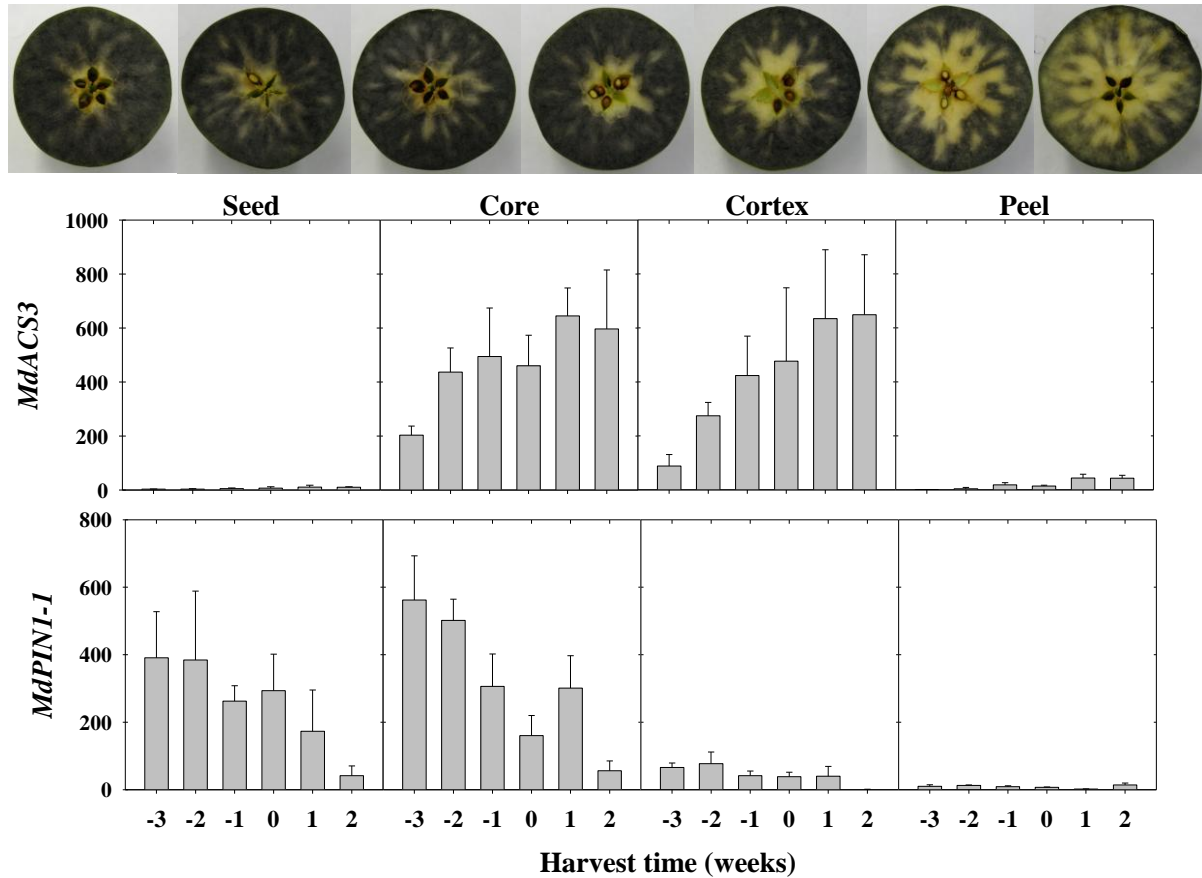 Seed Core Cortex Peel
MdACS3
1000
800
600
400
200
0
MdPIN1-1
800
600
400
200
0
-3 -2 -1 0 1 2 -3 -2 -1 0 1 2 -3 -2 -1 0 1 2 -3 -2 -1 0 1 2
Harvest time (weeks)